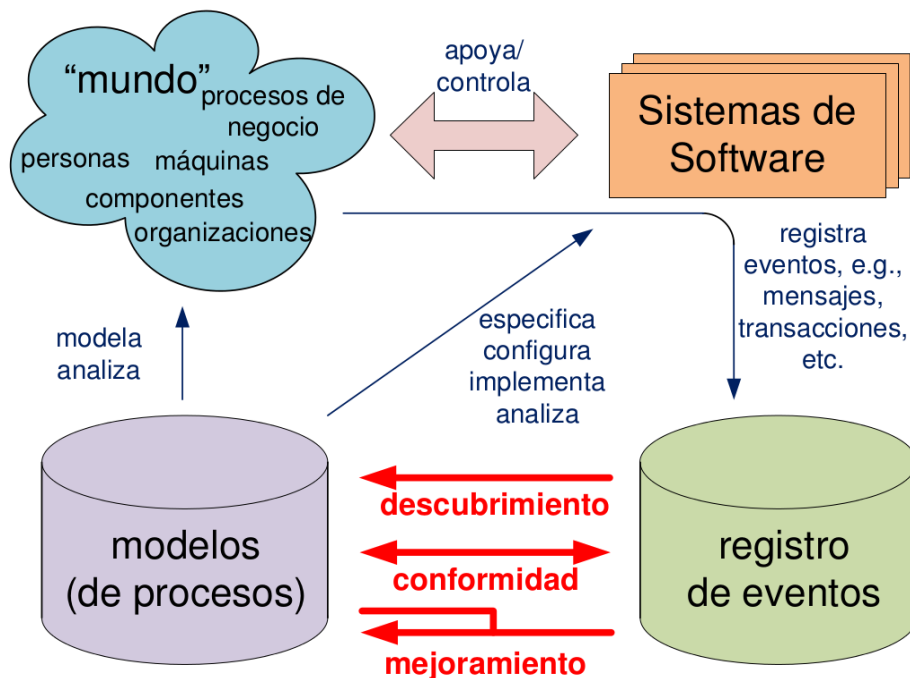 “mundo”
procesos de
negocio
personas
máquinas
componentes
organizaciones
apoya/
controla
Sistemas de
Software
registra
eventos, e.g.,
mensajes,
transacciones,
etc.
modela
analiza
especifica
configura
implementa
analiza
modelos
(de procesos)
descubrimiento
conformidad
mejoramiento
registro
de eventos